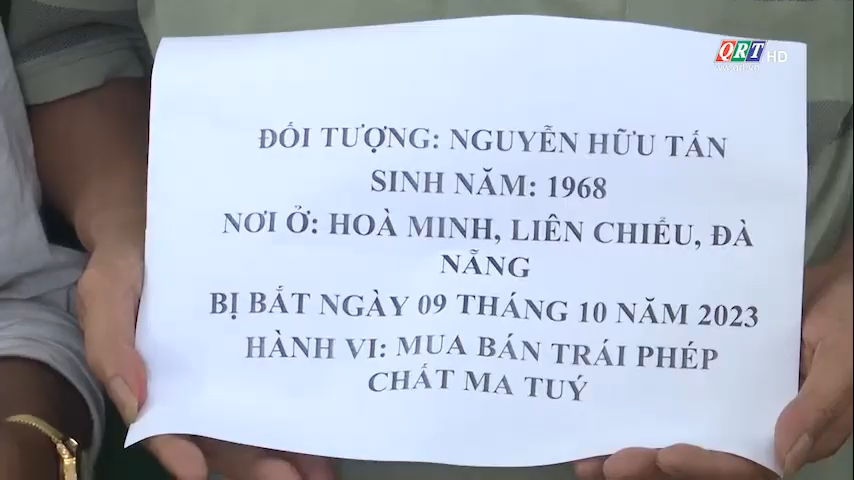 QRT HD
ĐỐI TƯỢNG: NGUYỄN HỮU TẤN
SINH NĂM: 1968
NƠI Ở: HOÀ MINH, LIÊN CHIỂU, ĐÀ
NẴNG
BỊ BẮT NGÀY 09 THÁNG 10 NĂM 2023
HÀNH VI: MUA BÁN TRÁI PHÉP
CHẤT MA TUÝ